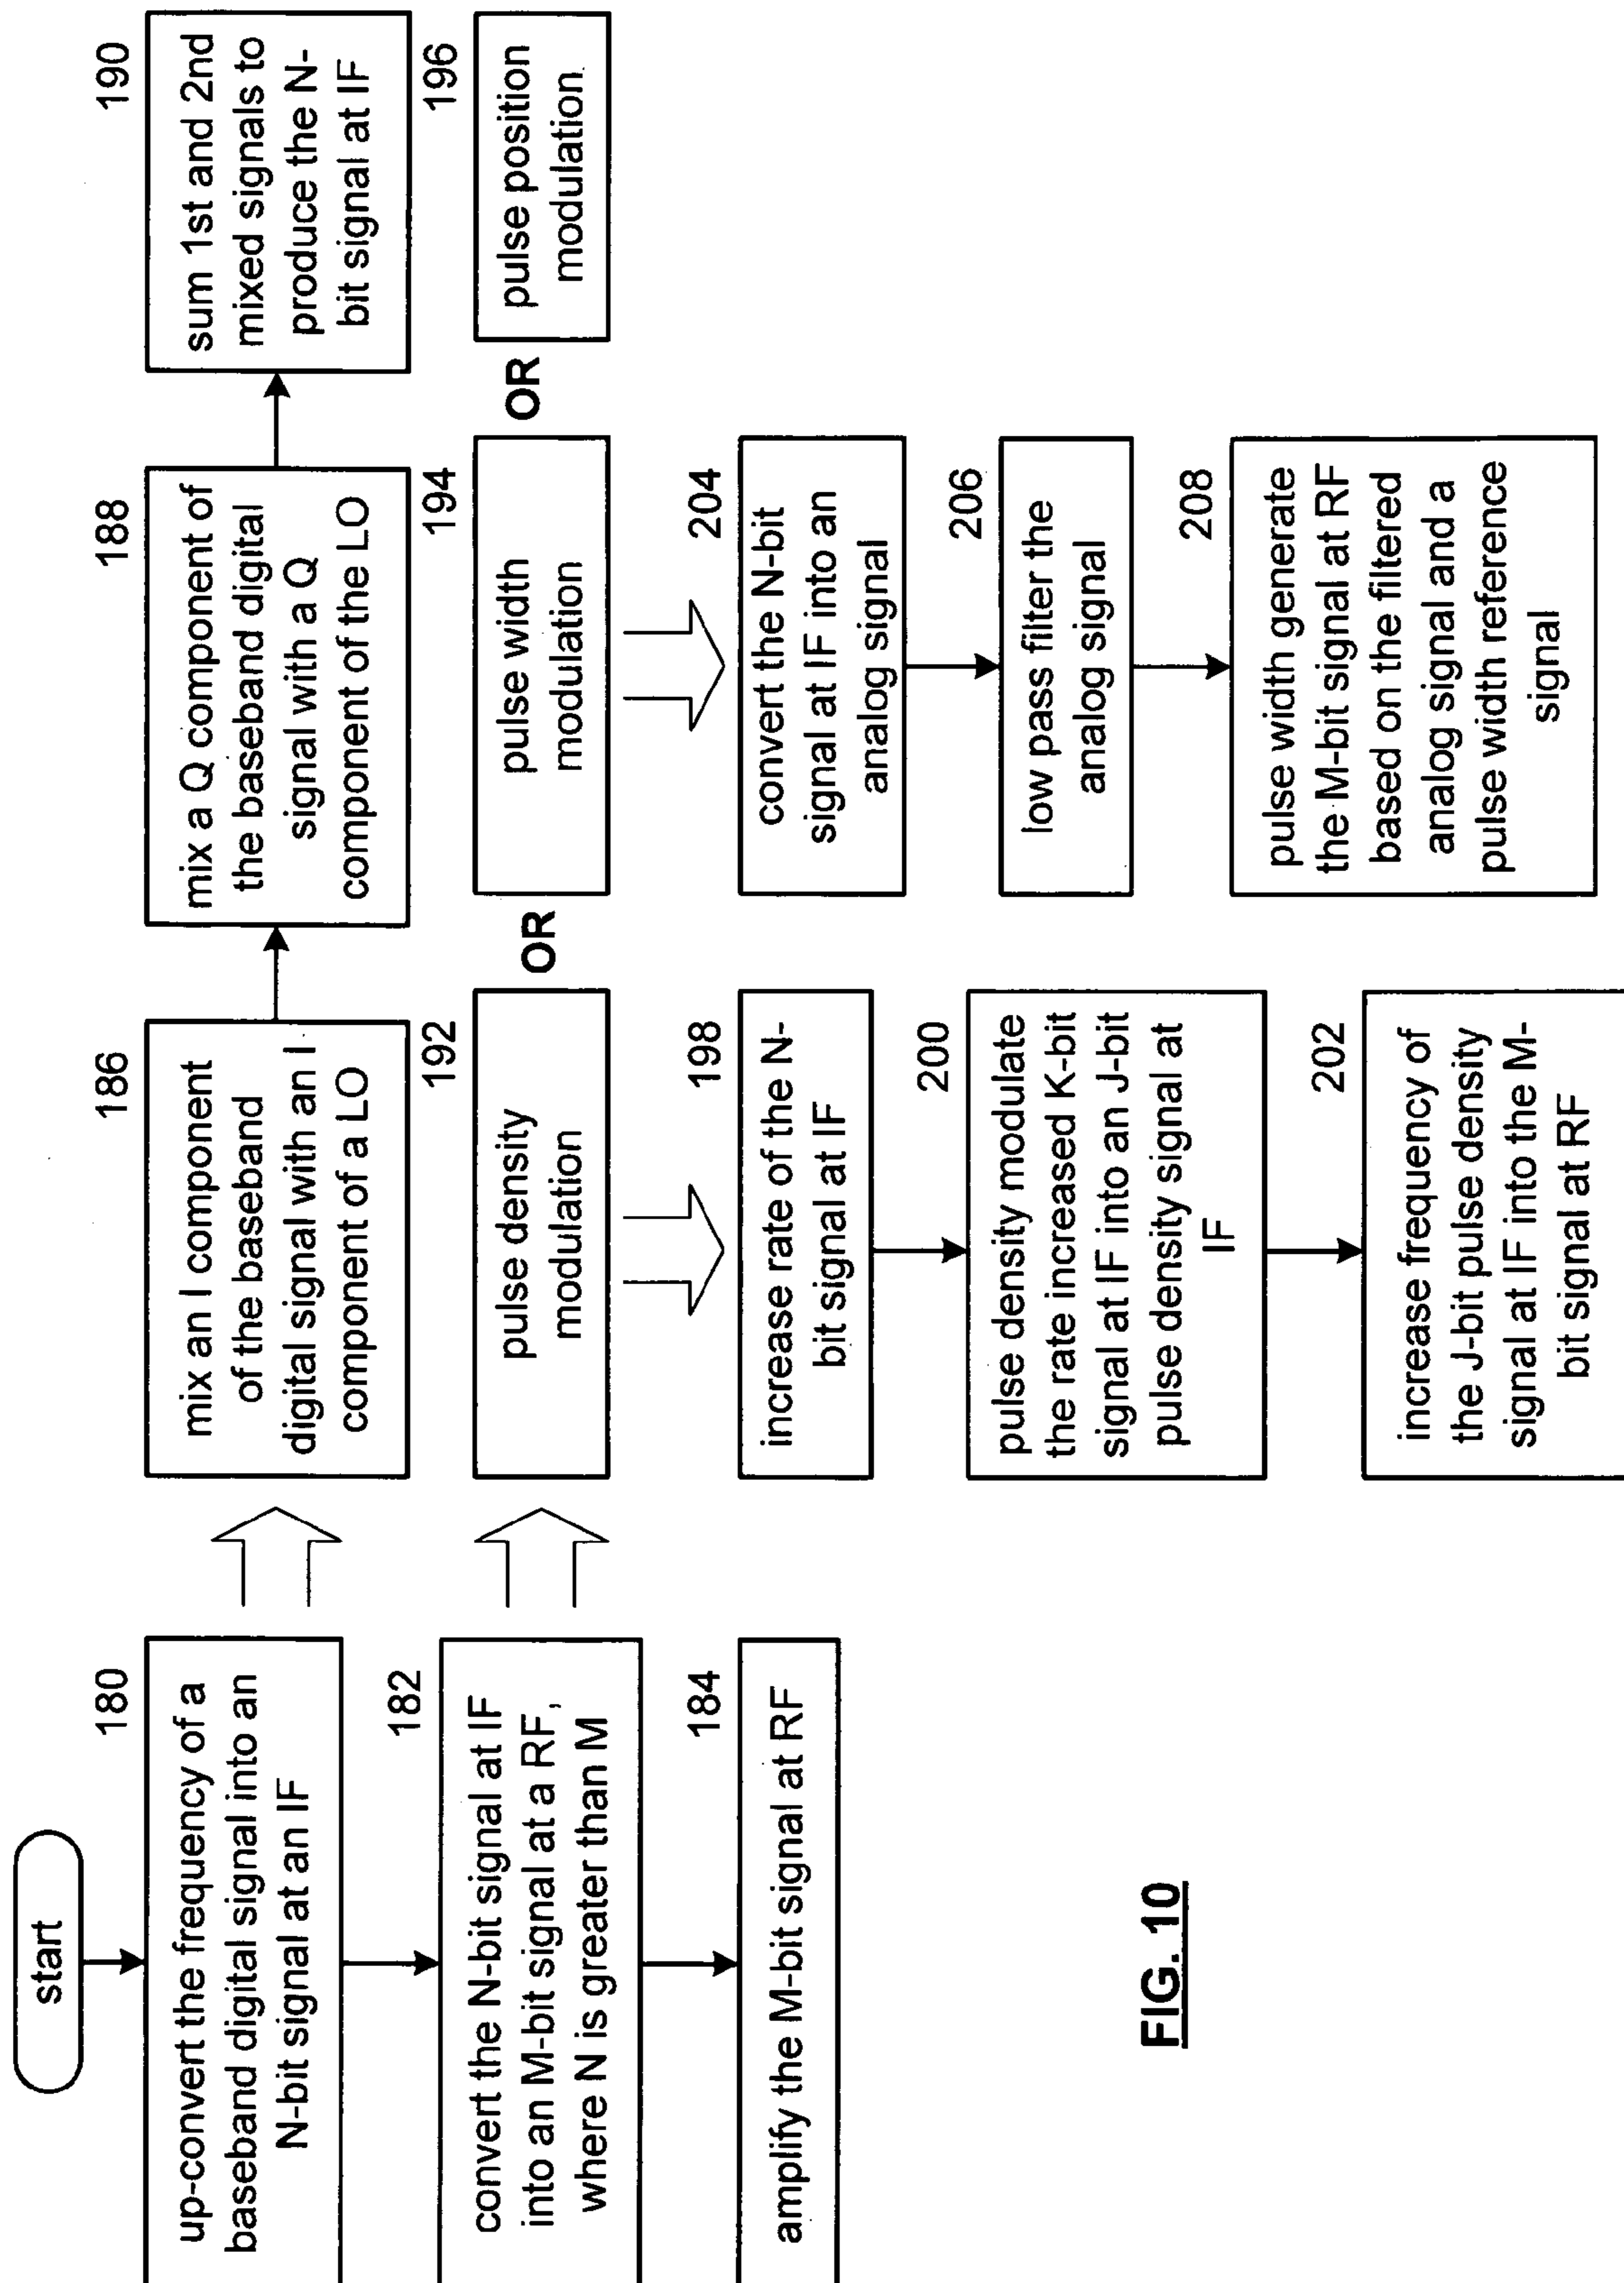 start
180
up-convert the frequency of a
baseband digital signal into an
N-bit signal at an IF
182
convert the N-bit signal at IF
into an M-bit signal at a RF,
where N is greater than M
184
amplify the M-bit signal at RF
186
mix an I component
of the baseband
digital signal with an I
component of a LO
188
mix a Q component of
the baseband digital
signal with a Q
component of the LO
190
sum 1st and 2nd
mixed signals to
produce the N-
bit signal at IF
192
pulse density
modulation
OR
194
pulse width
modulation
OR
196
pulse position
modulation
198
increase rate of the N-
bit signal at IF
200
pulse density modulate
the rate increased K-bit
signal at IF into an J-bit
pulse density signal at
IF
202
increase frequency of
the J-bit pulse density
signal at IF into the M-
bit signal at RF
204
convert the N-bit
signal at IF into an
analog signal
206
low pass filter the
analog signal
208
pulse width generate
the M-bit signal at RF
based on the filtered
analog signal and a
pulse width reference
signal
FIG. 10